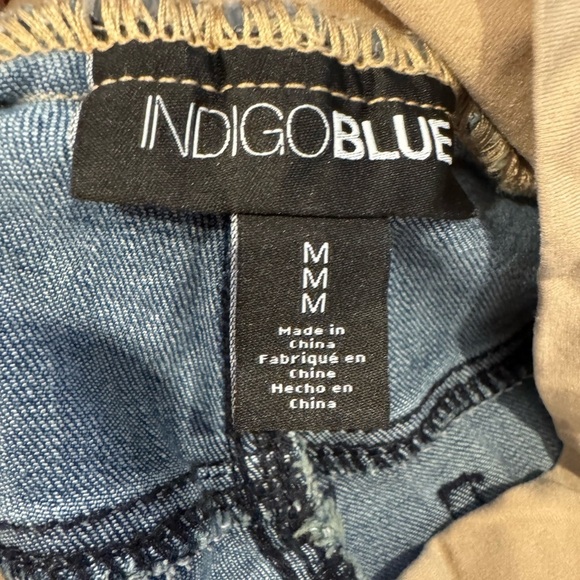 INDIGOBLUE
M
M
M
Made in
China
Fabriqué en
Chine
Hecho en
China